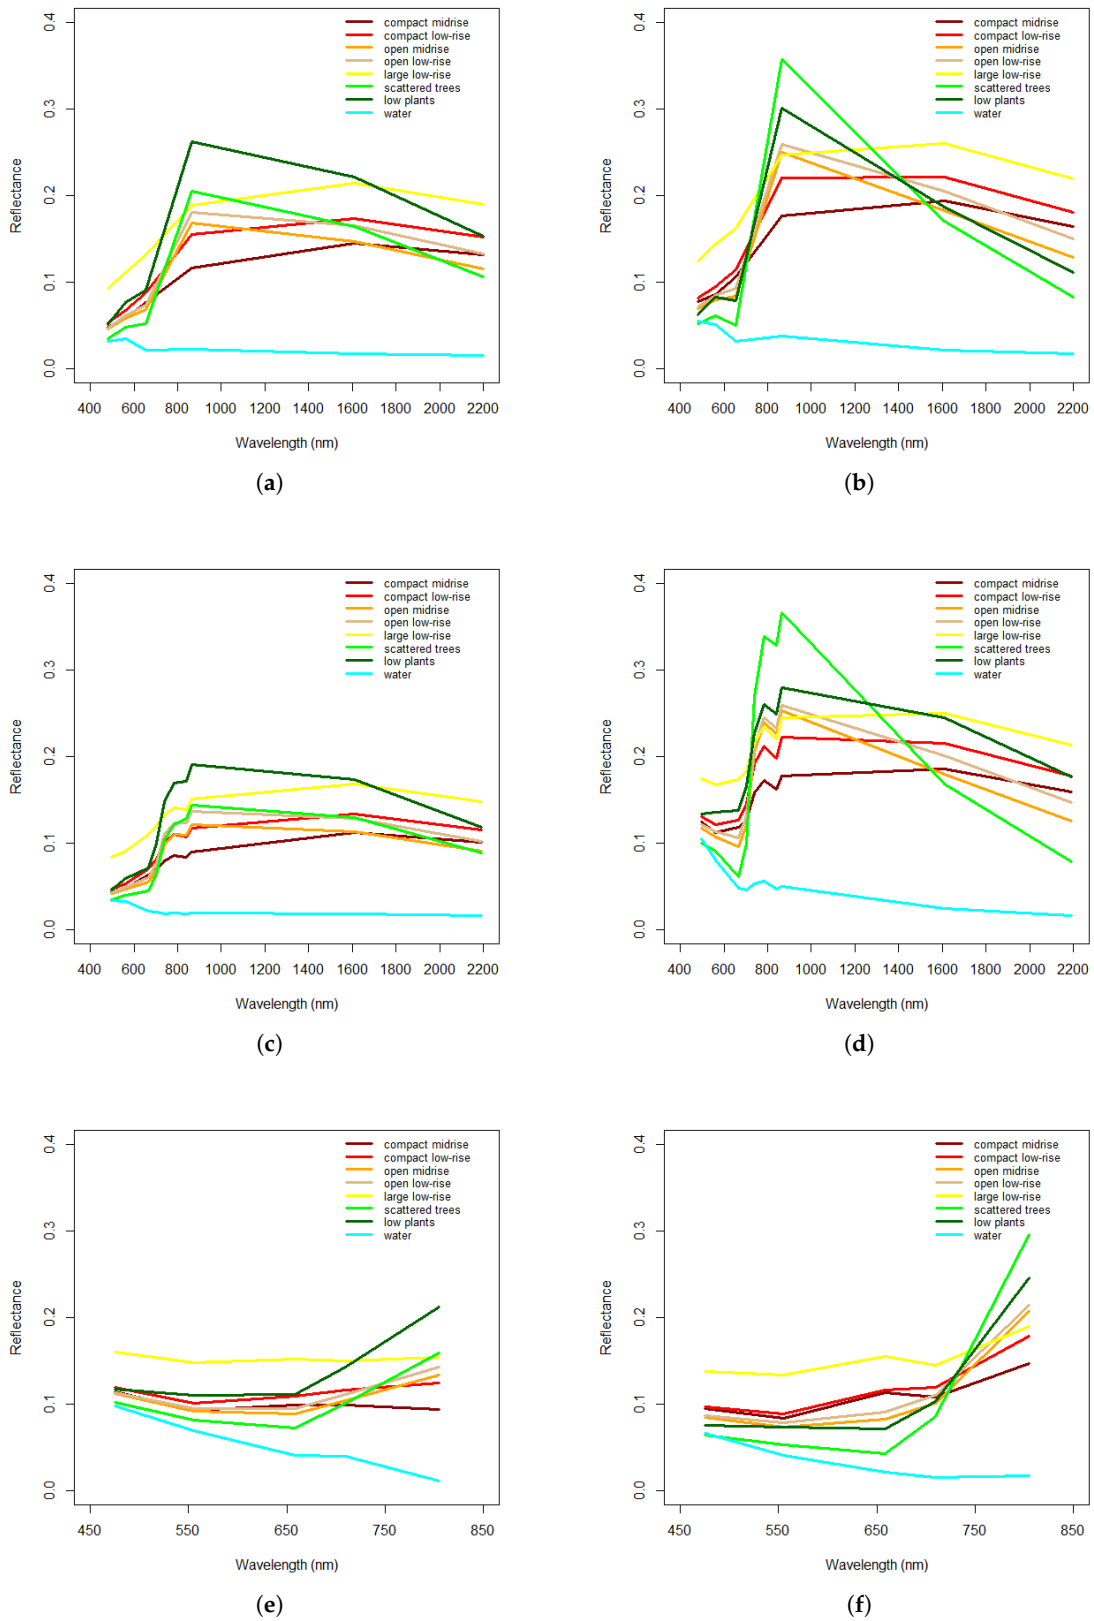 compact midrise
compact low-rise
open midrise
open low-rise
large low-rise
scattered trees
low plants
water
0.0 0.1 0.2 0.3 0.4
Reflectance
400 600 800 1000 1200 1400 1600 1800 2000 2200
Wavelength (nm)
(a)
compact midrise
compact low-rise
open midrise
open low-rise
large low-rise
scattered trees
low plants
water
0.0 0.1 0.2 0.3 0.4
Reflectance
400 600 800 1000 1200 1400 1600 1800 2000 2200
Wavelength (nm)
(b)
compact midrise
compact low-rise
open midrise
open low-rise
large low-rise
scattered trees
low plants
water
0.0 0.1 0.2 0.3 0.4
Reflectance
400 600 800 1000 1200 1400 1600 1800 2000 2200
Wavelength (nm)
(c)
compact midrise
compact low-rise
open midrise
open low-rise
large low-rise
scattered trees
low plants
water
0.0 0.1 0.2 0.3 0.4
Reflectance
400 600 800 1000 1200 1400 1600 1800 2000 2200
Wavelength (nm)
(d)
compact midrise
compact low-rise
open midrise
open low-rise
large low-rise
scattered trees
low plants
water
0.0 0.1 0.2 0.3 0.4
Reflectance
450 550 650 750 850
Wavelength (nm)
(e)
compact midrise
compact low-rise
open midrise
open low-rise
large low-rise
scattered trees
low plants
water
0.0 0.1 0.2 0.3 0.4
Reflectance
450 550 650 750 850
Wavelength (nm)
(f)